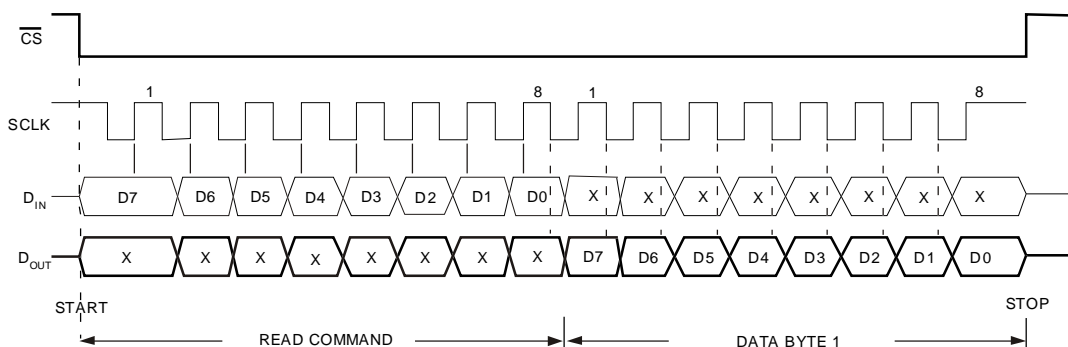 CS
1 8 1 8
SCLK
DIN D7 D6 D5 D4 D3 D2 D1 D0 X X X X X X X X
DOUT X X X X X X X X D7 D6 D5 D4 D3 D2 D1 D0
START STOP
READ COMMAND DATA BYTE 1